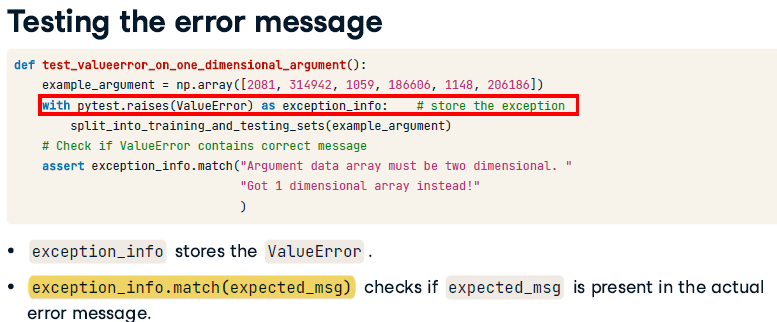 Testing the error message
def test_valueerror_on_one_dimensional_argument():
    example_argument = np.array([2081, 314942, 1059, 186606, 1148, 206186])
    with pytest.raises(ValueError) as exception_info:    # store the exception
        split_into_training_and_testing_sets(example_argument)
    # Check if ValueError contains correct message
    assert exception_info.match("Argument data array must be two dimensional. "
                                "Got 1 dimensional array instead!"
                                )
• exception_info stores the ValueError .
• exception_info.match(expected_msg) checks if expected_msg is present in the actual
error message.